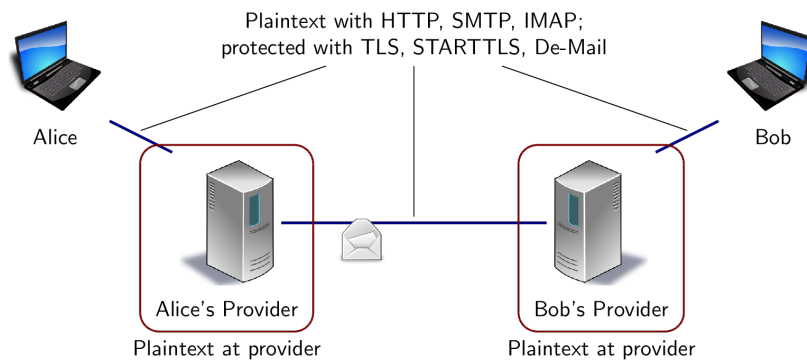 Plaintext with HTTP, SMTP, IMAP;
protected with TLS, STARTTLS, De-Mail
Alice
Bob
Alice's Provider
Bob's Provider
Plaintext at provider
Plaintext at provider